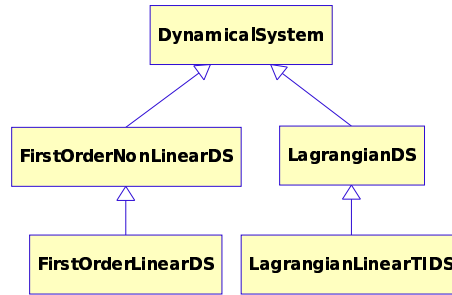 DynamicalSystem
FirstOrderNonLinearDS
LagrangianDS
FirstOrderLinearDS
LagrangianLinearTIDS